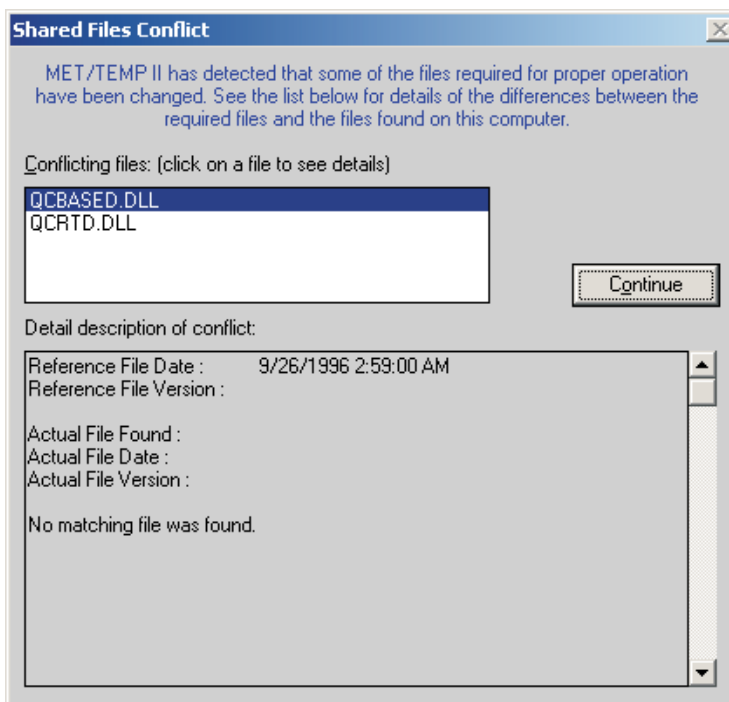 Shared Files Conflict
MET/TEMP II has detected that some of the files required for proper operation
have been changed. See the list below for details of the differences between the
required files and the files found on this computer.
Conflicting files: (click on a file to see details)
QCBASED.DLL
QCRTD.DLL
Continue
Detail description of conflict:
Reference File Date : 9/26/1996 2:59:00 AM
Reference File Version :
Actual File Found :
Actual File Date :
Actual File Version :
No matching file was found.